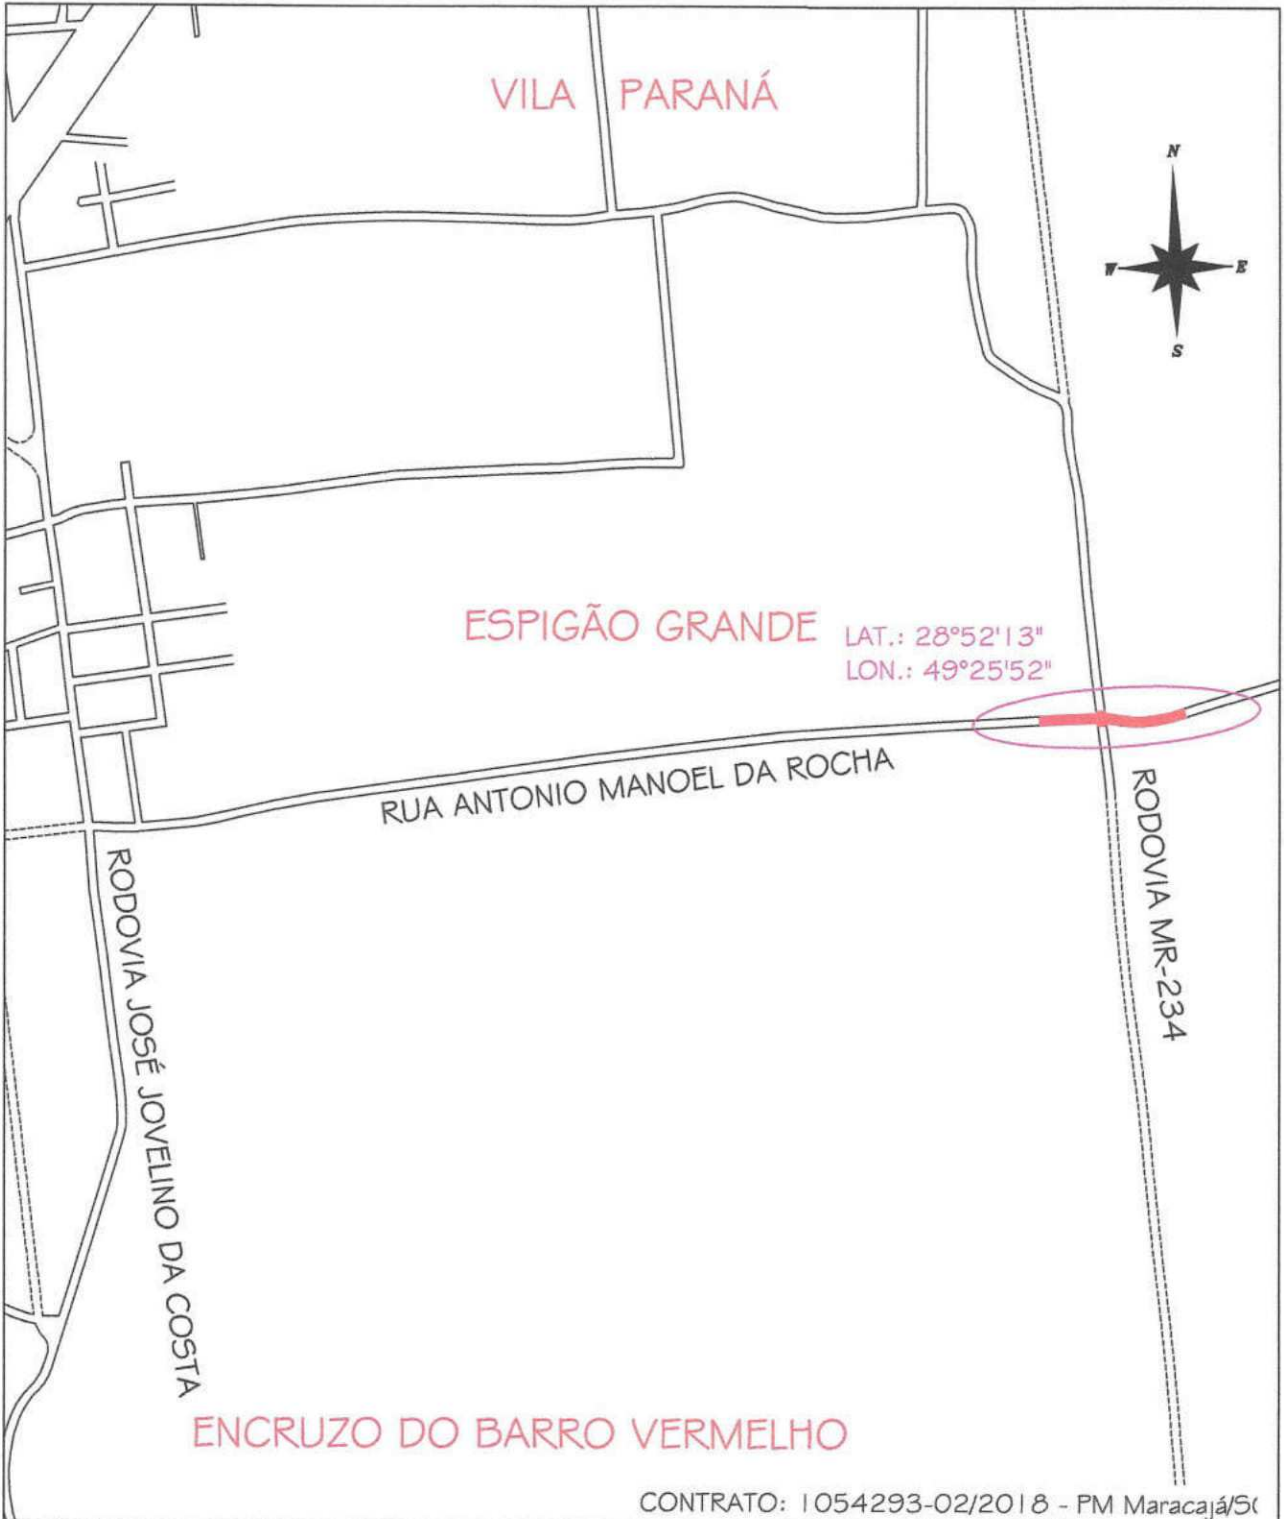 VILA PARANÁ
N
W E
S
ESPIGÃO GRANDE
LAT.: 28°52'13"
LON.: 49°25'52"
RUA ANTONIO MANOEL DA ROCHA
RODOVIA MR-234
RODOVIA JOSÉ JOVELINO DA COSTA
ENCRUZO DO BARRO VERMELHO
CONTRATO: 1054293-02/2018 - PM Maracajá/S